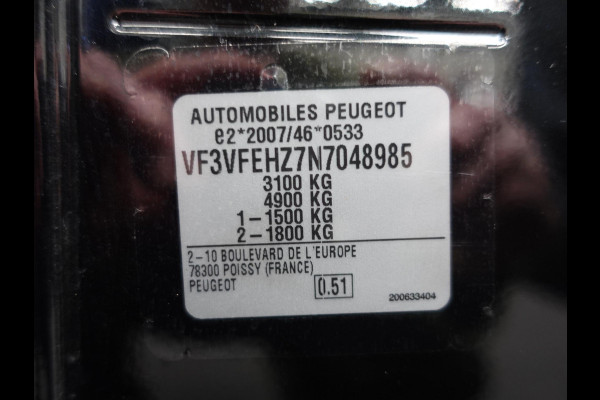 AUTOMOBILES PEUGEOT
e2*2007/46*0533
VF3VFEHZ7N7048985
3100 KG
4900 KG
1-1500 KG
2-1800 KG
2-10 BOULEVARD DE L'EUROPE
78300 POISSY (FRANCE)
PEUGEOT 0.51
200633404